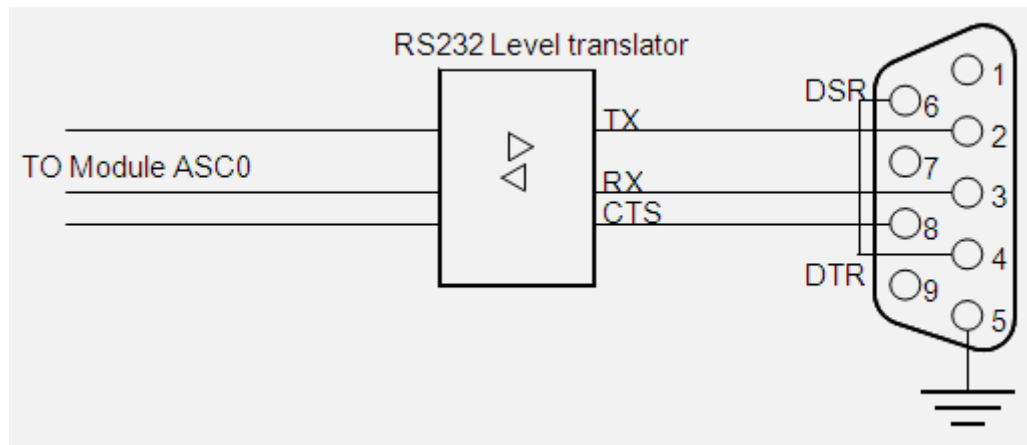 RS232 Level translator
TO Module ASC0
TX
RX
CTS
DSR
DTR
1
6
2
7
3
8
4
9
5